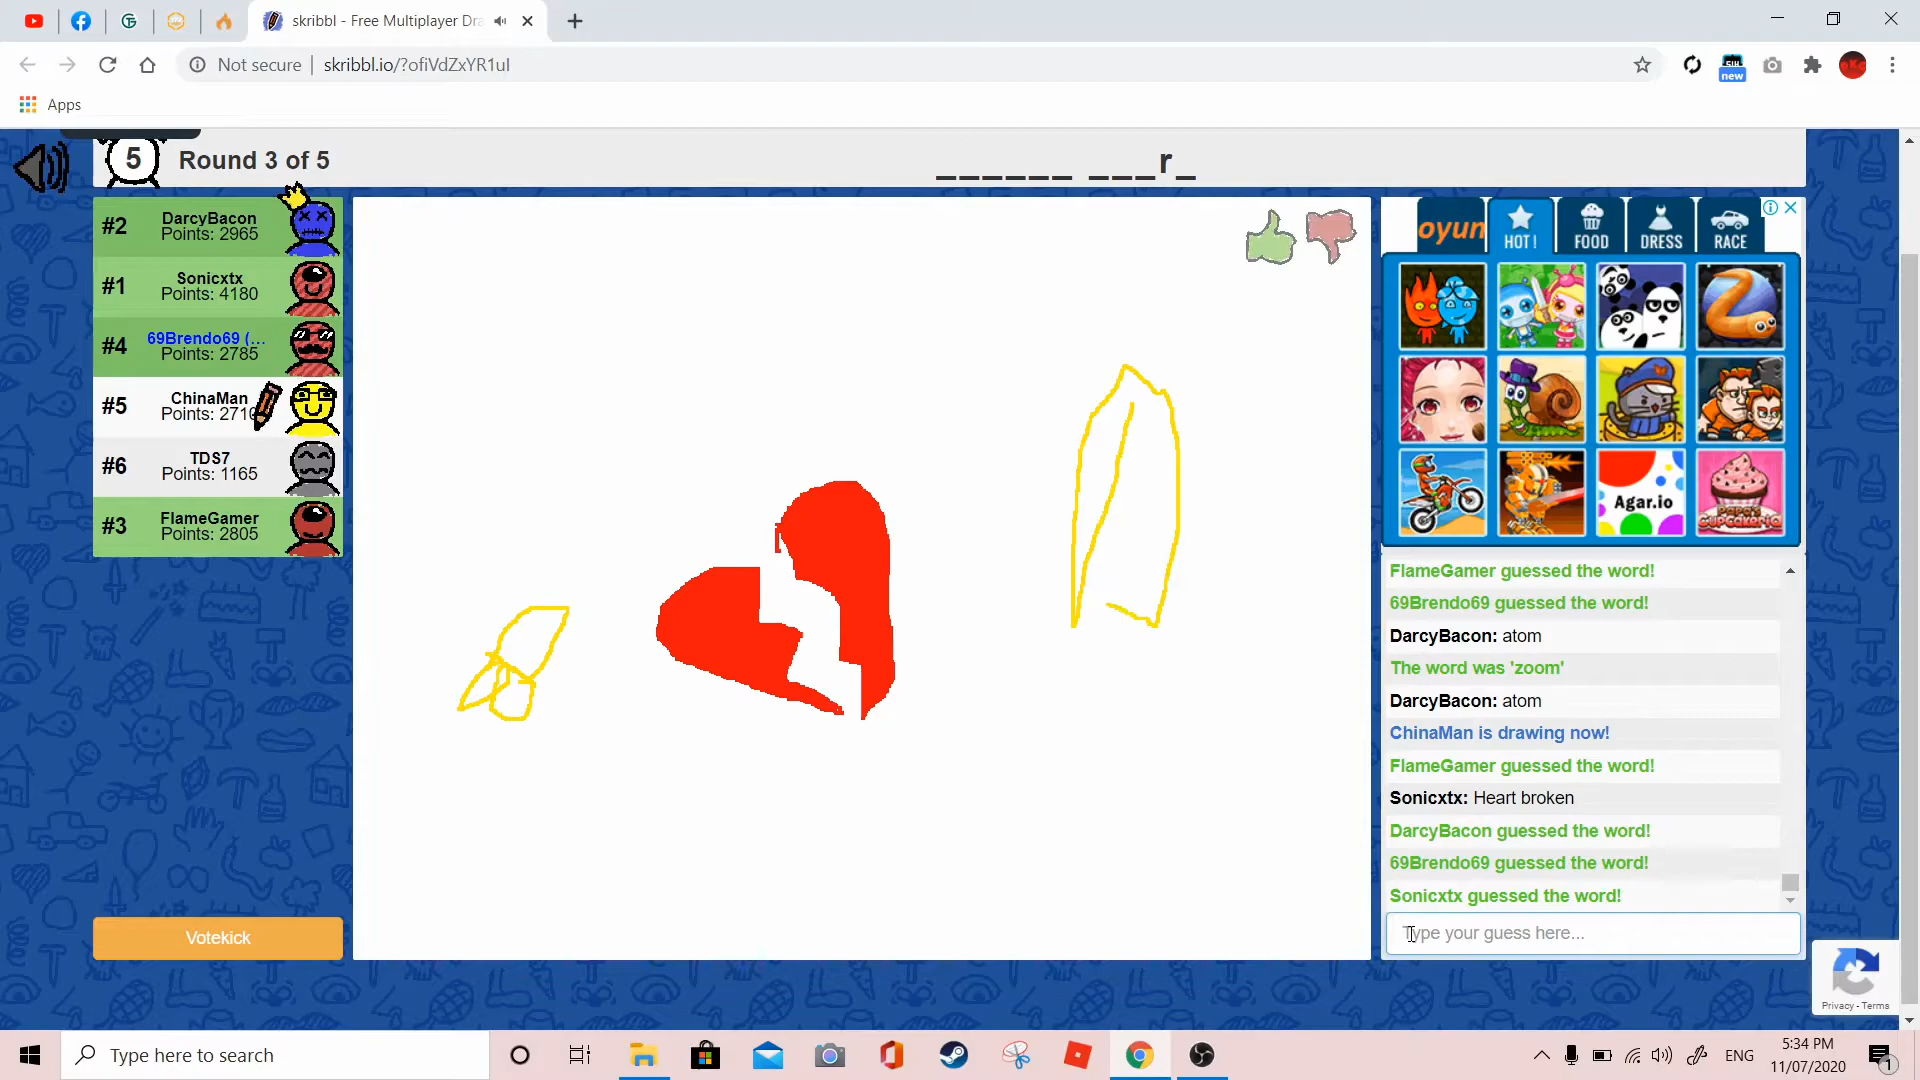 skribbl - Free Multiplayer Dra
Not secure | skribbl.io/?ofiVdZxYR1uI
new
Apps
5 Round 3 of 5 ______ ___r_
#2 DarcyBacon
Points: 2965
#1 Sonicxtx
Points: 4180
#4 69Brendo69 (...
Points: 2785
#5 ChinaMan
Points: 2710
#6 TDS7
Points: 1165
#3 FlameGamer
Points: 2805
Votekick
oyun HOT! FOOD DRESS RACE
Agar.io
FlameGamer guessed the word!
69Brendo69 guessed the word!
DarcyBacon: atom
The word was 'zoom'
DarcyBacon: atom
ChinaMan is drawing now!
FlameGamer guessed the word!
Sonicxtx: Heart broken
DarcyBacon guessed the word!
69Brendo69 guessed the word!
Sonicxtx guessed the word!
Type your guess here...
Privacy - Terms
Type here to search
ENG
5:34 PM
11/07/2020
1